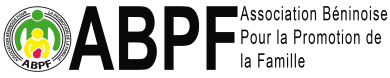 ABPF
ABPF
Association Béninoise
Pour la Promotion de
la Famille